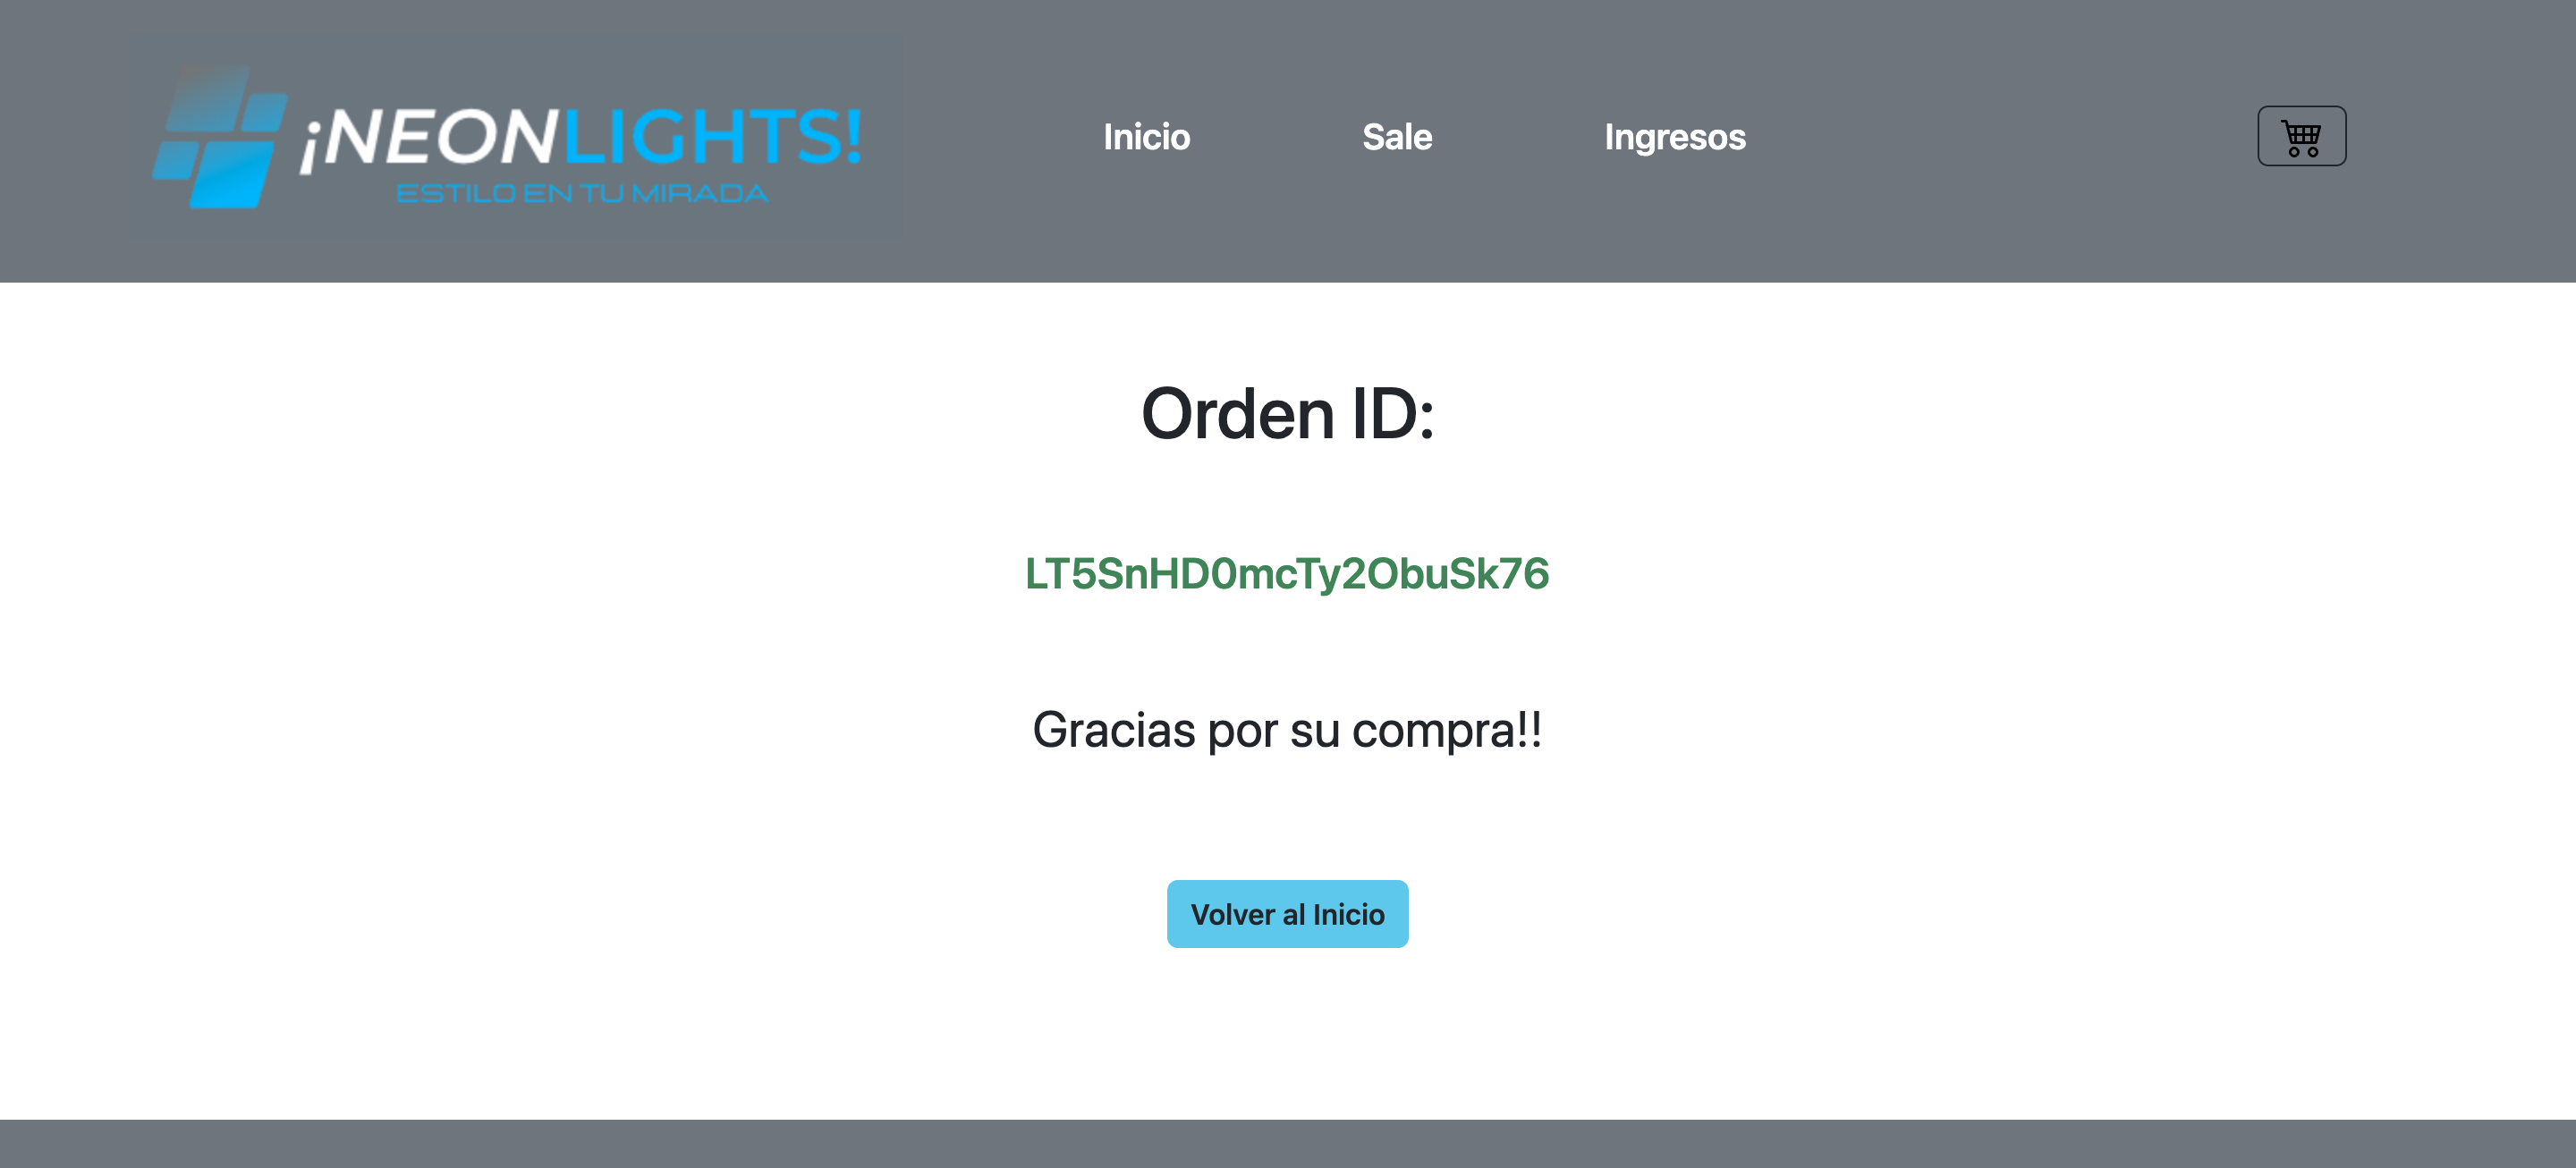 ¡NEONLIGHTS!
ESTILO EN TU MIRADA
Inicio
Sale
Ingresos
Orden ID:
LT5SnHD0mcTy2ObuSk76
Gracias por su compra!!
Volver al Inicio